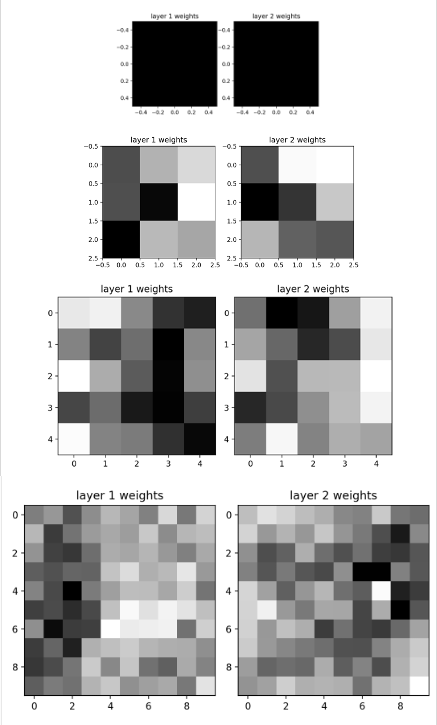 layer 1 weights layer 2 weights
−0.4 −0.4
−0.2 −0.2
0.0 0.0
0.2 0.2
0.4 0.4
−0.4 −0.2 0.0 0.2 0.4 −0.4 −0.2 0.0 0.2 0.4
layer 1 weights layer 2 weights
−0.5 −0.5
0.0 0.0
0.5 0.5
1.0 1.0
1.5 1.5
2.0 2.0
2.5 2.5
−0.5 0.0 0.5 1.0 1.5 2.0 2.5 −0.5 0.0 0.5 1.0 1.5 2.0 2.5
layer 1 weights layer 2 weights
0 0
1 1
2 2
3 3
4 4
0 1 2 3 4 0 1 2 3 4
layer 1 weights layer 2 weights
0 0
2 2
4 4
6 6
8 8
0 2 4 6 8 0 2 4 6 8